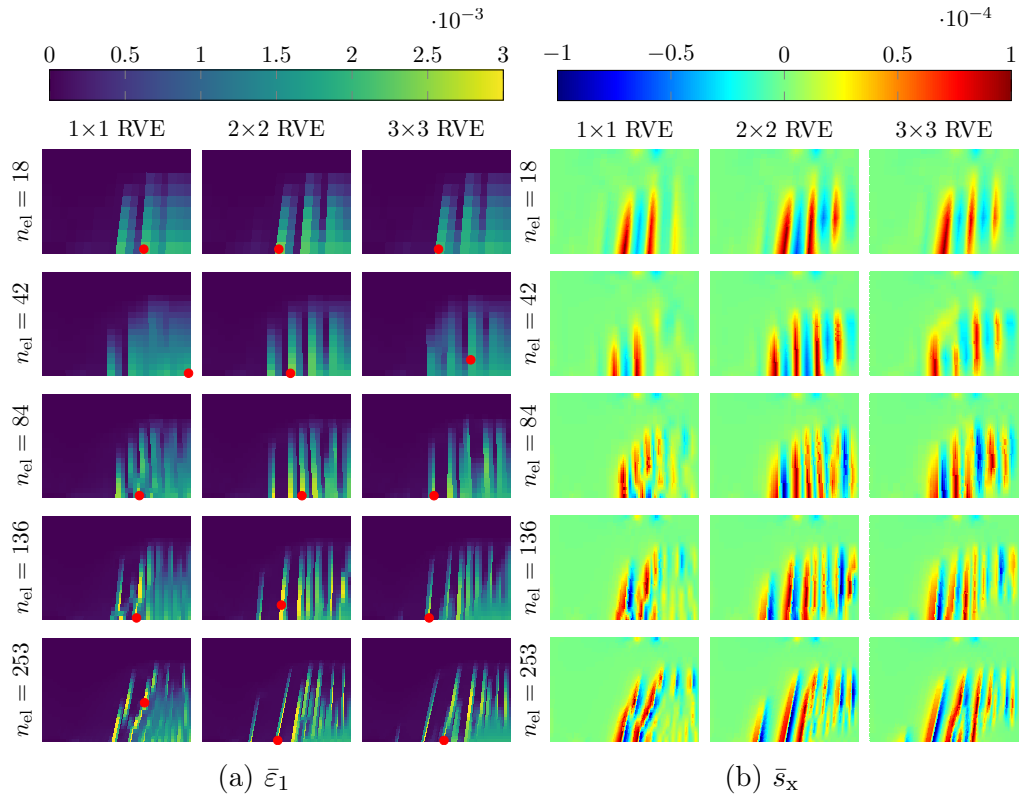 ·10⁻³
0 0.5 1 1.5 2 2.5 3
1×1 RVE 2×2 RVE 3×3 RVE
n_el = 18
n_el = 42
n_el = 84
n_el = 136
n_el = 253
(a) ε̄₁
·10⁻⁴
−1 −0.5 0 0.5 1
1×1 RVE 2×2 RVE 3×3 RVE
n_el = 18
n_el = 42
n_el = 84
n_el = 136
n_el = 253
(b) s̄ₓ